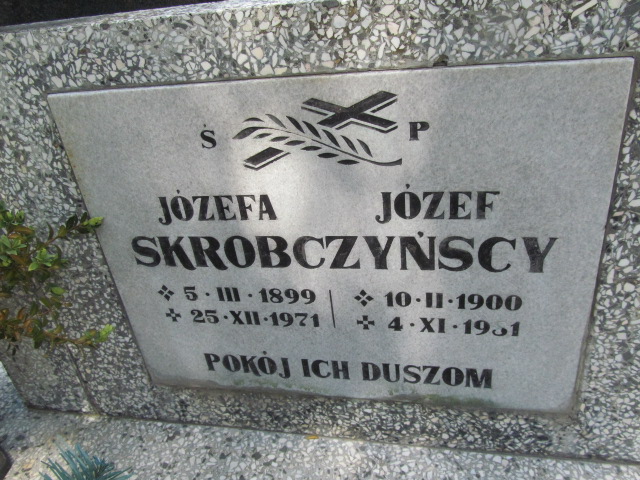 Ś P
JÓZEFA JÓZEF
SKROBCZYŃSCY
5·III·1899 10·II·1900
25·XII·1971 4·XI·
POKÓJ ICH DUSZOM